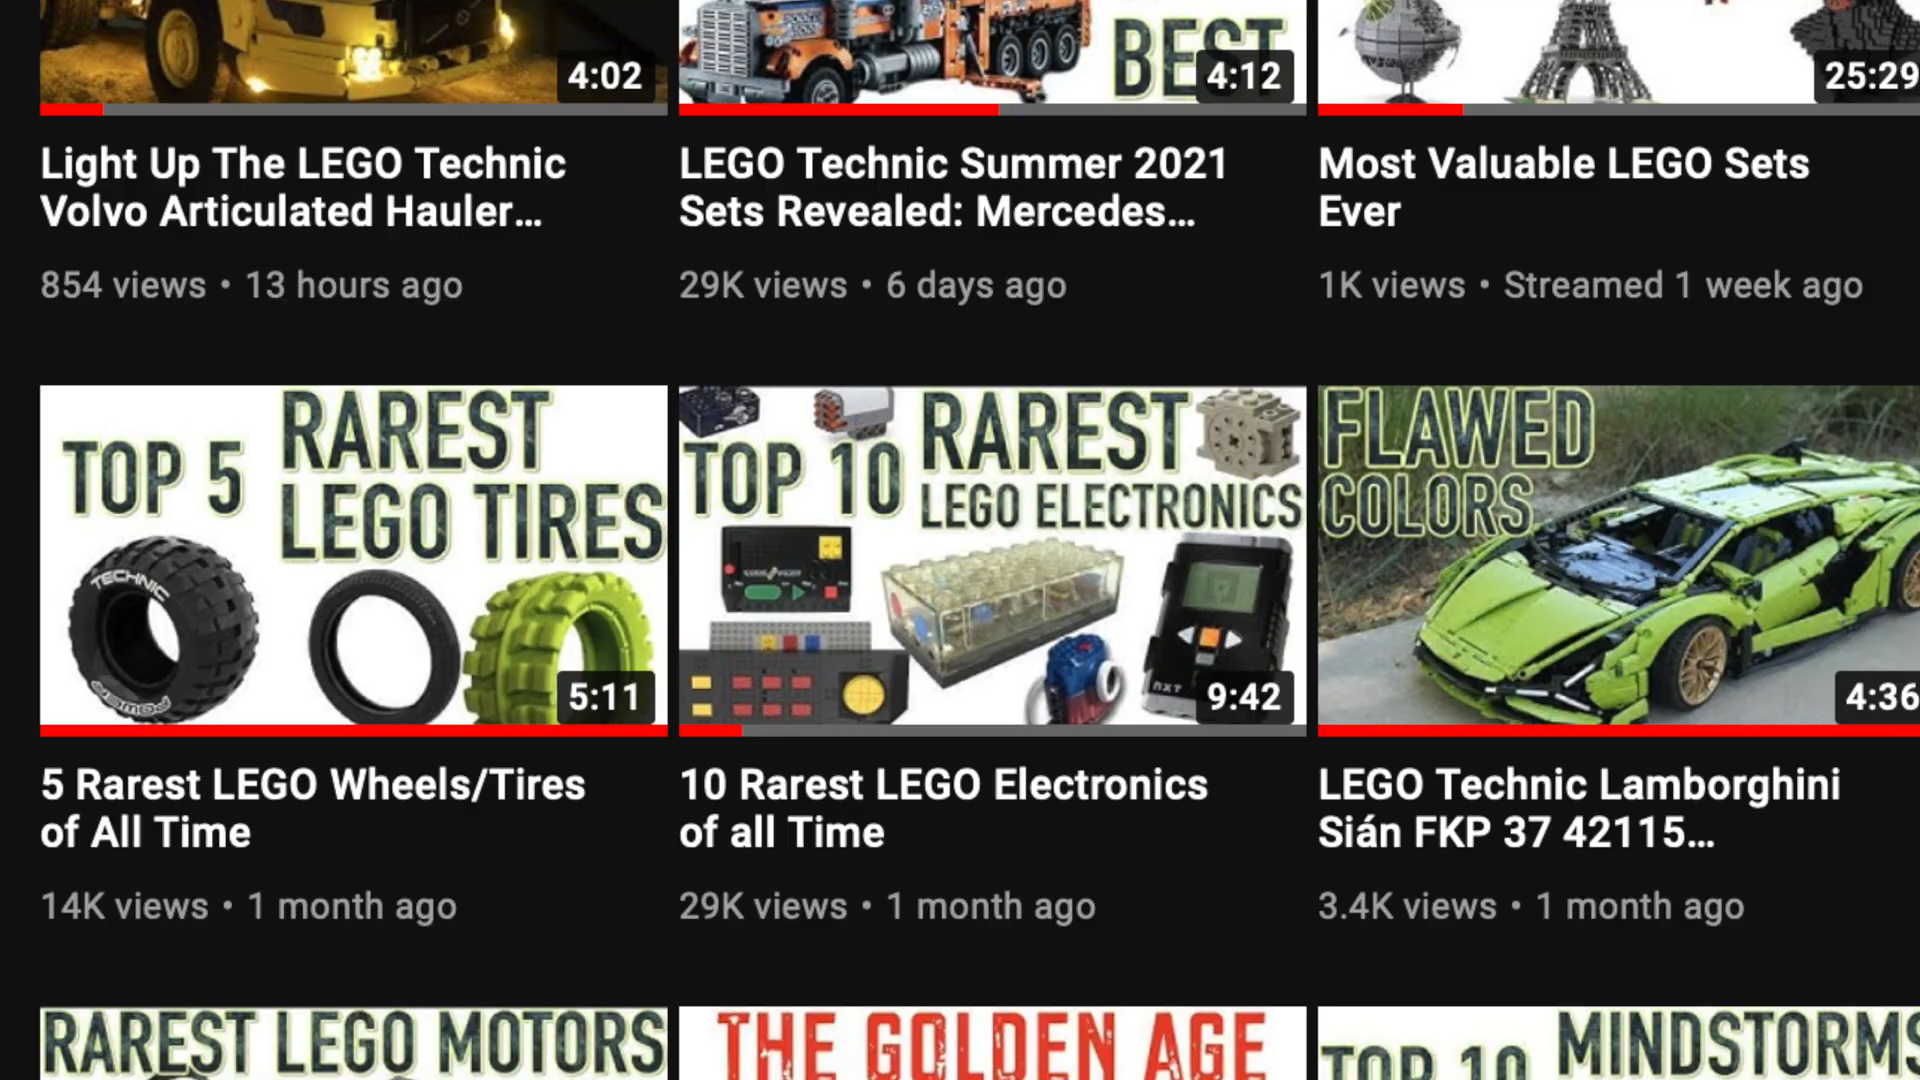 BEST
4:02
4:12
25:29
Light Up The LEGO Technic
Volvo Articulated Hauler...
854 views • 13 hours ago
LEGO Technic Summer 2021
Sets Revealed: Mercedes...
29K views • 6 days ago
Most Valuable LEGO Sets
Ever
1K views • Streamed 1 week ago
TOP 5
RAREST
LEGO TIRES
TECHNIC
POWER
5:11
TOP 10
RAREST
LEGO ELECTRONICS
NXT
9:42
FLAWED
COLORS
4:36
5 Rarest LEGO Wheels/Tires
of All Time
14K views • 1 month ago
10 Rarest LEGO Electronics
of all Time
29K views • 1 month ago
LEGO Technic Lamborghini
Sián FKP 37 42115...
3.4K views • 1 month ago
RAREST LEGO MOTORS
THE GOLDEN AGE
TOP 10
MINDSTORMS